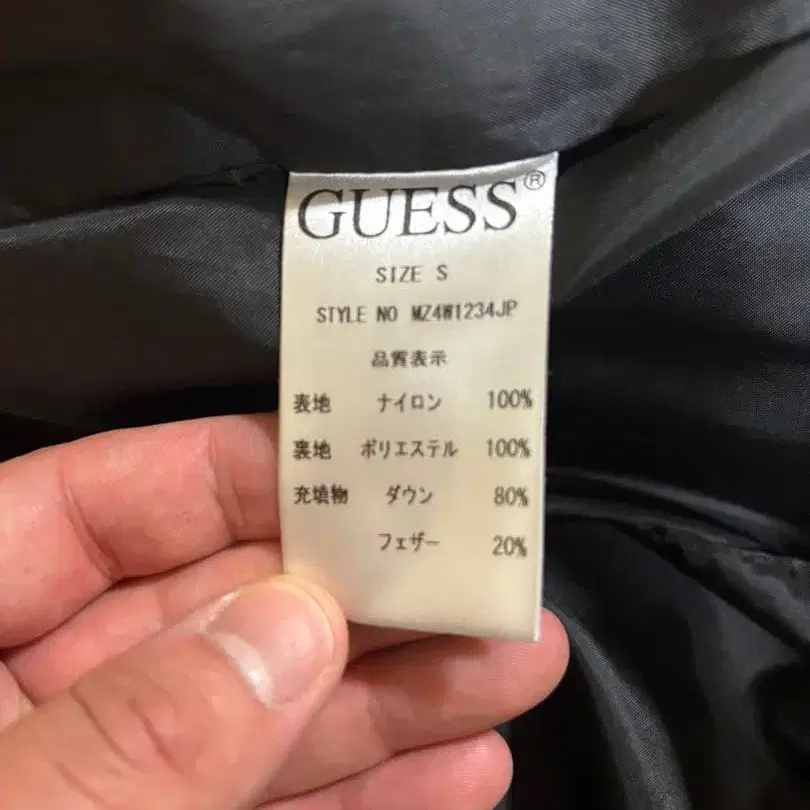 GUESS®
SIZE S
STYLE NO MZ4W1234JP
品質表示
表地 ナイロン 100%
裏地 ポリエステル 100%
充填物 ダウン 80%
フェザー 20%